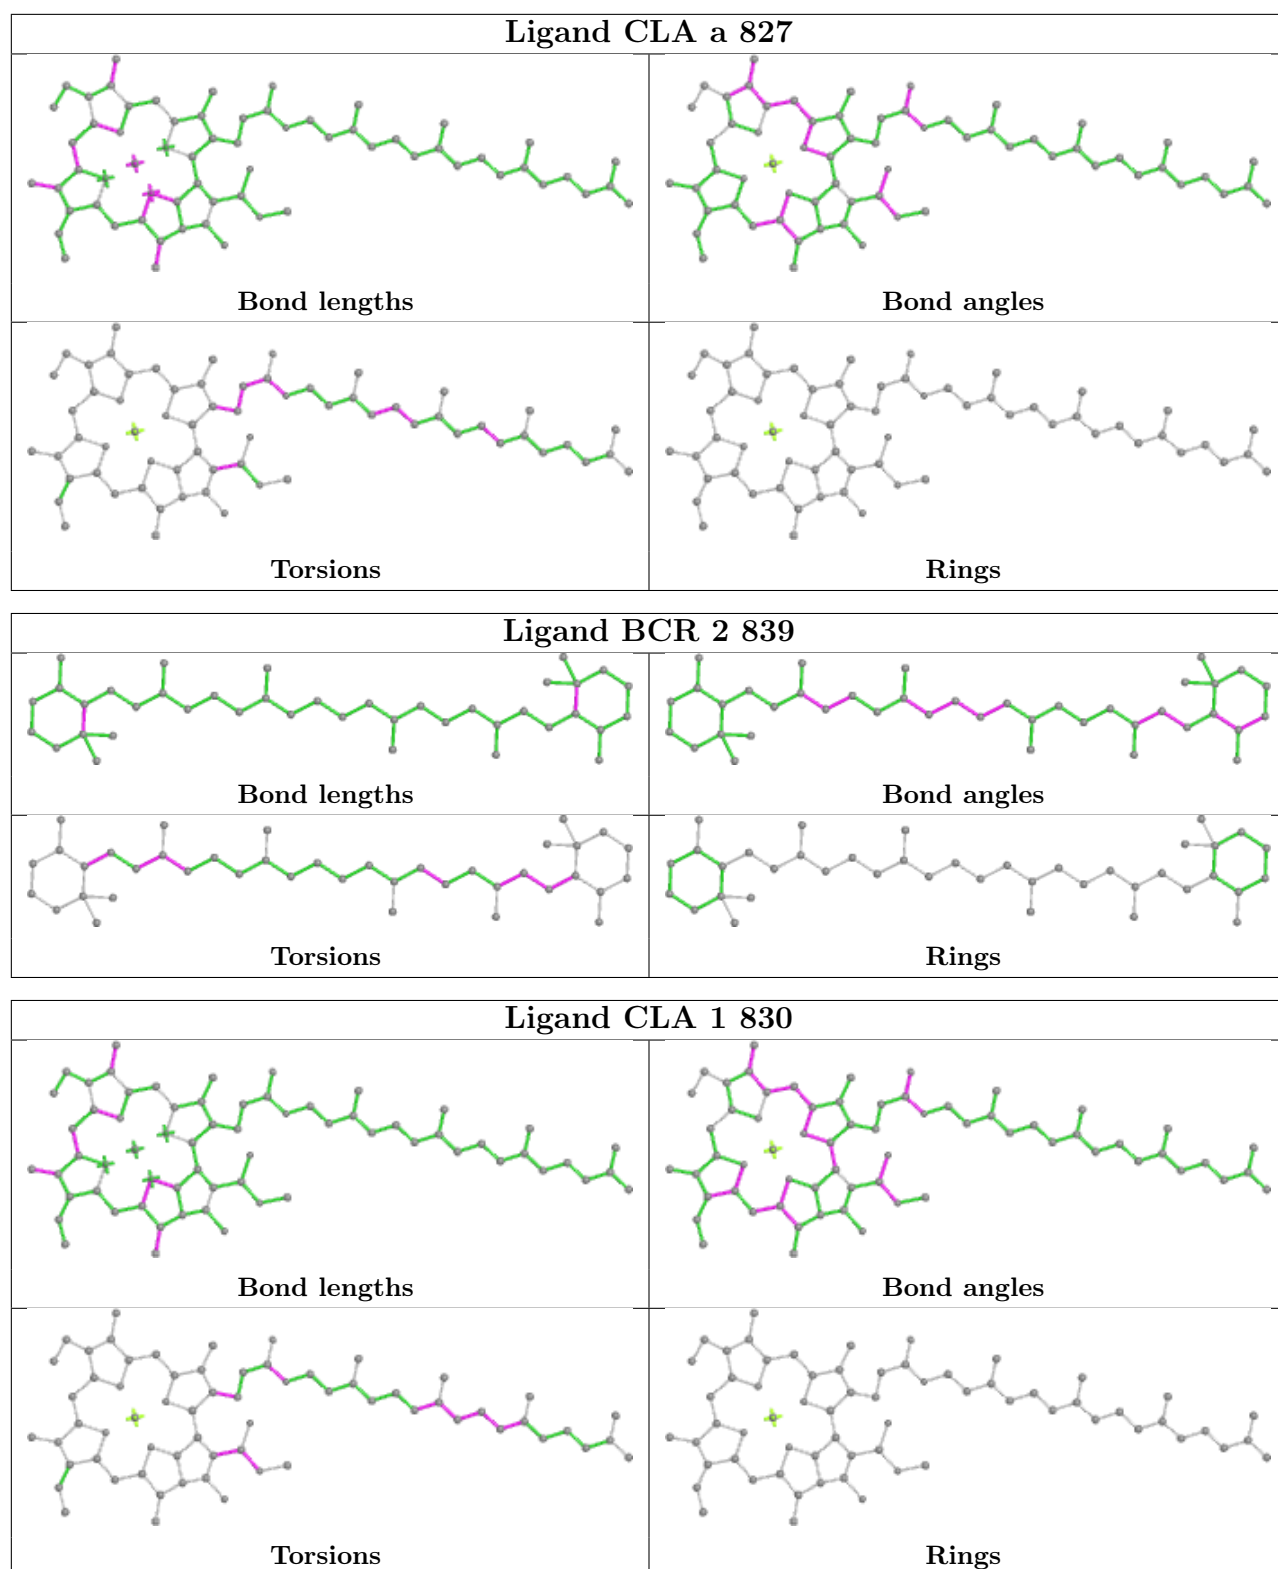 Ligand CLA a 827
Bond lengths
Bond angles
Torsions
Rings
Ligand BCR 2 839
Bond lengths
Bond angles
Torsions
Rings
Ligand CLA 1 830
Bond lengths
Bond angles
Torsions
Rings